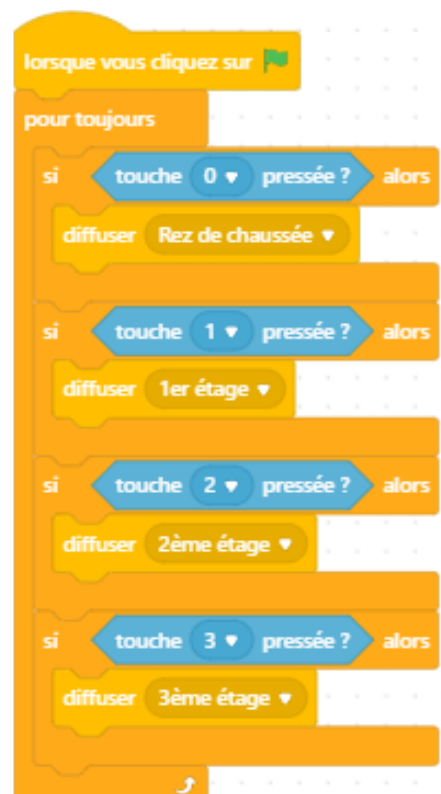 lorsque vous cliquez sur
pour toujours
si touche 0 pressée ? alors
diffuser Rez de chaussée
si touche 1 pressée ? alors
diffuser 1er étage
si touche 2 pressée ? alors
diffuser 2ème étage
si touche 3 pressée ? alors
diffuser 3ème étage